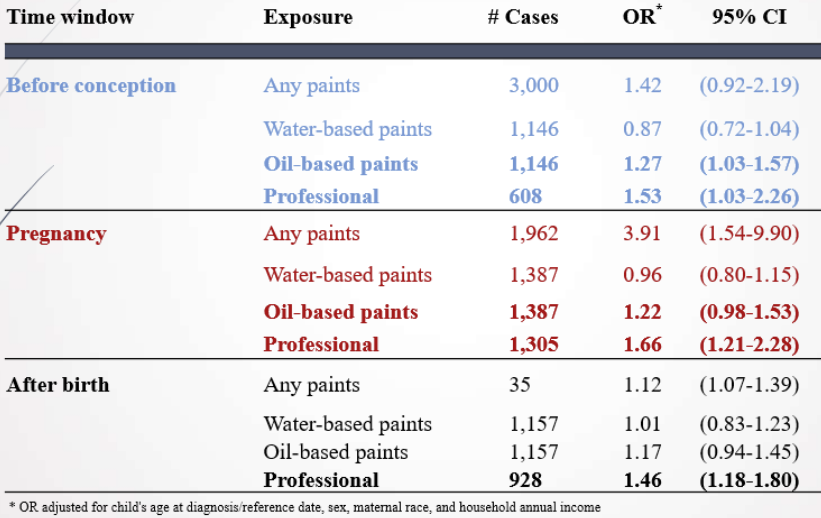 Time window Exposure # Cases OR* 95% CI
Before conception Any paints 3,000 1.42 (0.92-2.19)
Water-based paints 1,146 0.87 (0.72-1.04)
Oil-based paints 1,146 1.27 (1.03-1.57)
Professional 608 1.53 (1.03-2.26)
Pregnancy Any paints 1,962 3.91 (1.54-9.90)
Water-based paints 1,387 0.96 (0.80-1.15)
Oil-based paints 1,387 1.22 (0.98-1.53)
Professional 1,305 1.66 (1.21-2.28)
After birth Any paints 35 1.12 (1.07-1.39)
Water-based paints 1,157 1.01 (0.83-1.23)
Oil-based paints 1,157 1.17 (0.94-1.45)
Professional 928 1.46 (1.18-1.80)
* OR adjusted for child's age at diagnosis/reference date, sex, maternal race, and household annual income